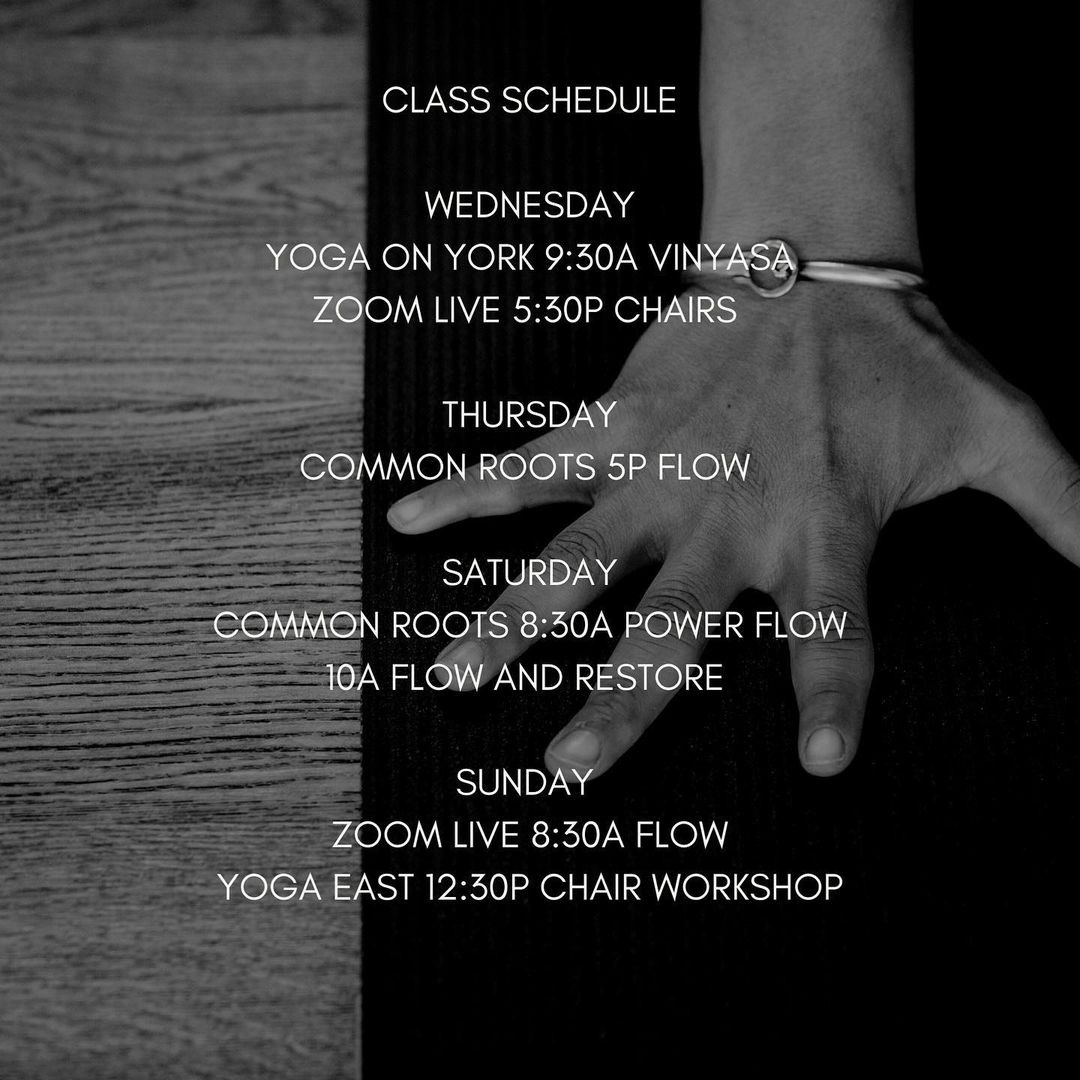 CLASS SCHEDULE
WEDNESDAY
YOGA ON YORK 9:30A VINYASA
ZOOM LIVE 5:30P CHAIRS
THURSDAY
COMMON ROOTS 5P FLOW
SATURDAY
COMMON ROOTS 8:30A POWER FLOW
10A FLOW AND RESTORE
SUNDAY
ZOOM LIVE 8:30A FLOW
YOGA EAST 12:30P CHAIR WORKSHOP